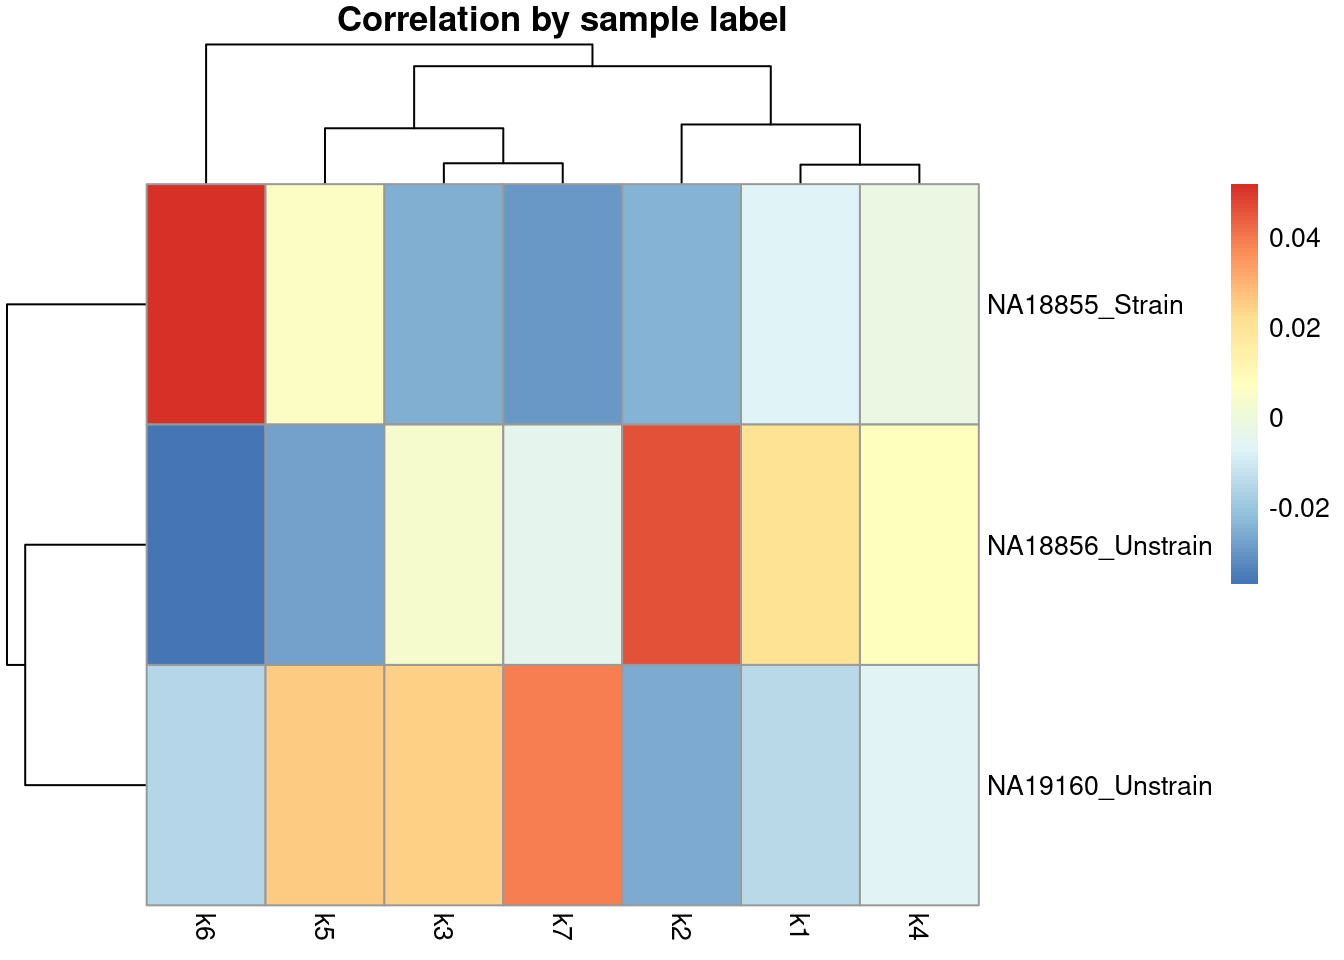 Correlation by sample label
0.04
NA18855_Strain
0.02
0
-0.02
NA18856_Unstrain
NA19160_Unstrain
k6
k5
k3
k7
k2
k1
k4